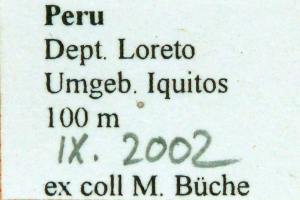 Peru
Dept. Loreto
Umgeb. Iquitos
100 m
IX. 2002
ex coll M. Büche